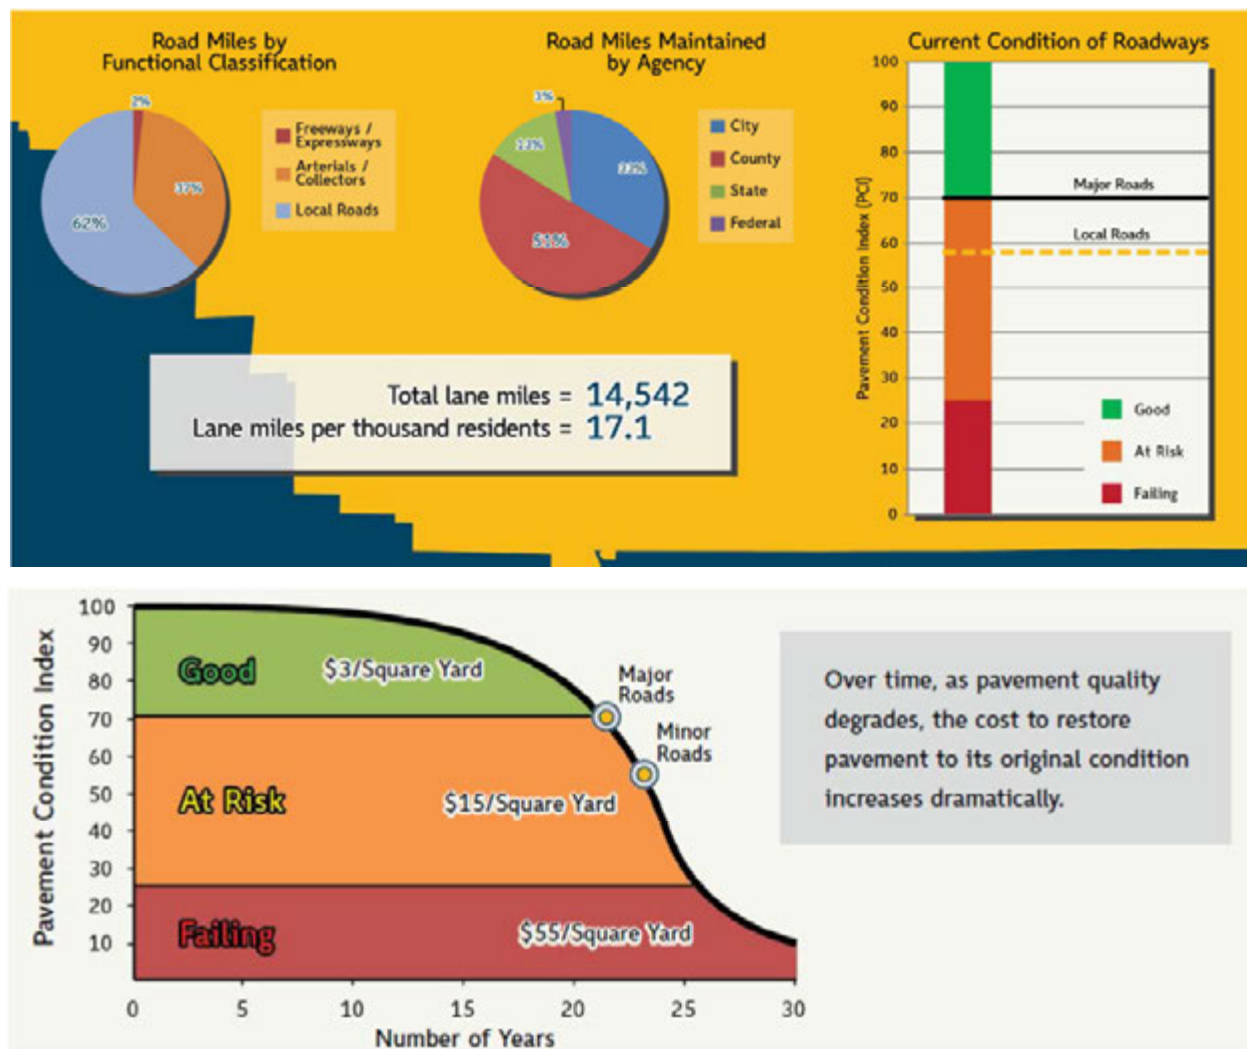 Road Miles by
Functional Classification
2%
37%
62%
Freeways /
Expressways
Arterials /
Collectors
Local Roads
Road Miles Maintained
by Agency
3%
13%
33%
51%
City
County
State
Federal
Current Condition of Roadways
Pavement Condition Index (PCI)
100
90
80
70
60
50
40
30
20
10
0
Major Roads
Local Roads
Good
At Risk
Failing
Total lane miles = 14,542
Lane miles per thousand residents = 17.1
Pavement Condition Index
100
90
80
70
60
50
40
30
20
10
Good
$3/Square Yard
At Risk
$15/Square Yard
Failing
$55/Square Yard
Major
Roads
Minor
Roads
0
5
10
15
20
25
30
Number of Years
Over time, as pavement quality
degrades, the cost to restore
pavement to its original condition
increases dramatically.